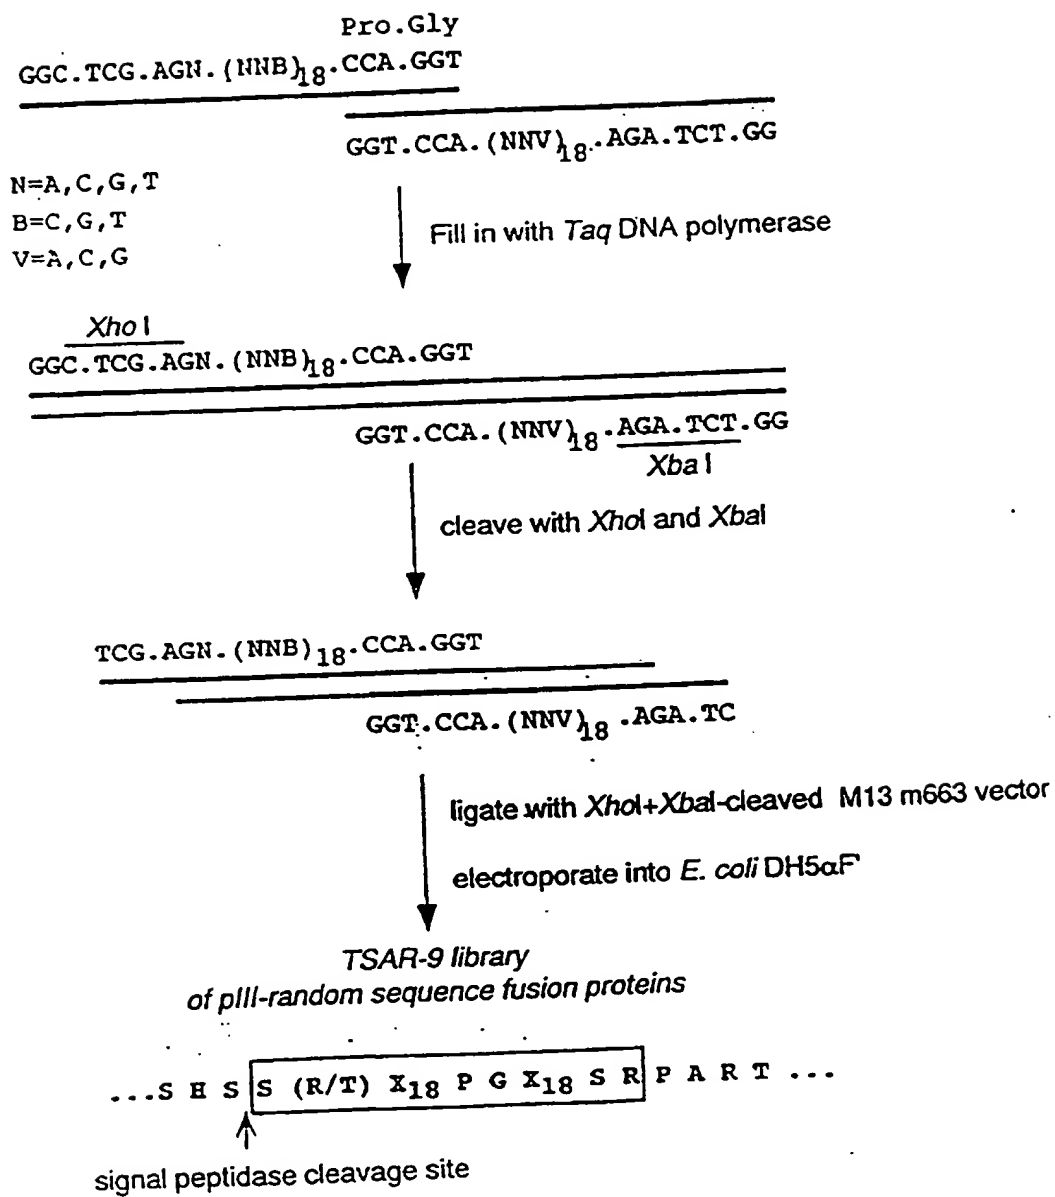 Pro.Gly
GGC.TCG.AGN.(NNB)18.CCA.GGT
GGT.CCA.(NNV)18.AGA.TCT.GG
N=A,C,G,T
B=C,G,T
V=A,C,G
Fill in with Taq DNA polymerase
Xho I
GGC.TCG.AGN.(NNB)18.CCA.GGT
GGT.CCA.(NNV)18.AGA.TCT.GG
Xba I
cleave with XhoI and XbaI
TCG.AGN.(NNB)18.CCA.GGT
GGT.CCA.(NNV)18.AGA.TC
ligate with XhoI+XbaI-cleaved M13 m663 vector
electroporate into E. coli DH5αF'
TSAR-9 library
of pIII-random sequence fusion proteins
...S H S S (R/T) X18 P G X18 S R P A R T ...
signal peptidase cleavage site